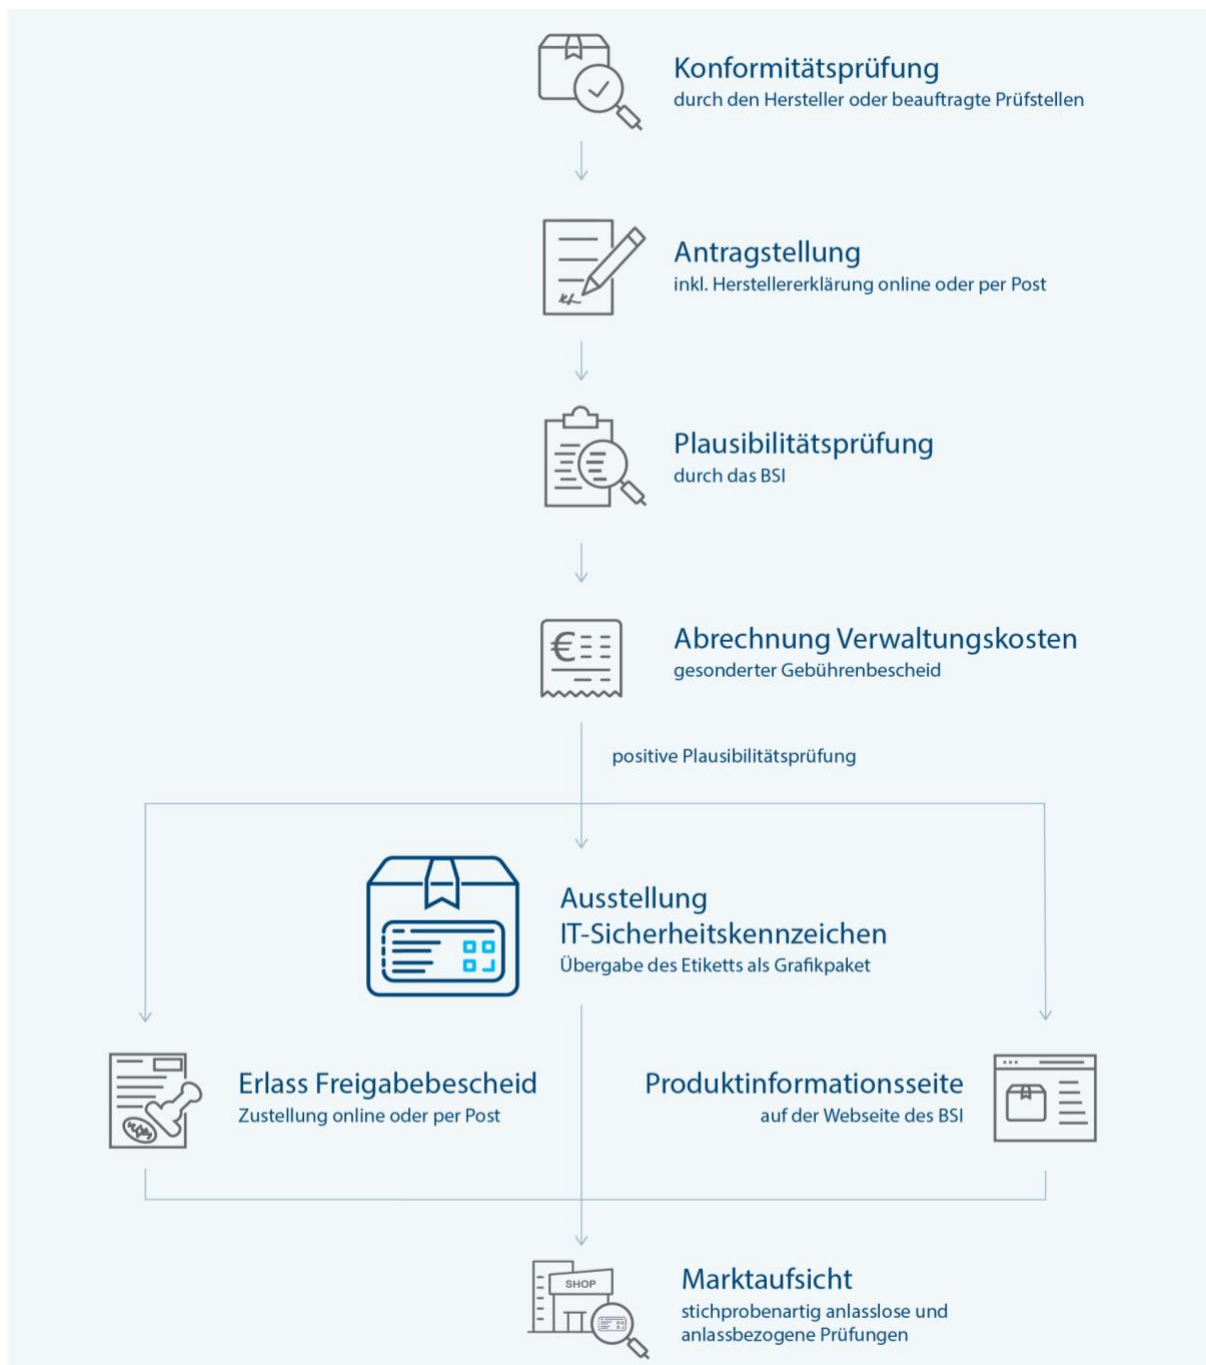 Konformitätsprüfung
durch den Hersteller oder beauftragte Prüfstellen
Antragstellung
inkl. Herstellererklärung online oder per Post
Plausibilitätsprüfung
durch das BSI
€
Abrechnung Verwaltungskosten
gesonderter Gebührenbescheid
positive Plausibilitätsprüfung
Ausstellung
IT-Sicherheitskennzeichen
Übergabe des Etiketts als Grafikpaket
Erlass Freigabebescheid
Zustellung online oder per Post
Produktinformationsseite
auf der Webseite des BSI
SHOP
Marktaufsicht
stichprobenartig anlasslose und
anlassbezogene Prüfungen